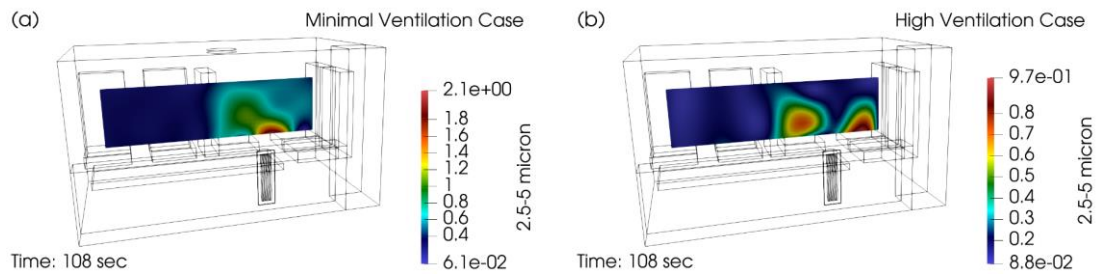 (a)
Minimal Ventilation Case
2.1e+00
1.8
1.6
1.4
1.2
1
0.8
0.6
0.4
6.1e-02
2.5-5 micron
Time: 108 sec
(b)
High Ventilation Case
9.7e-01
0.8
0.7
0.6
0.5
0.4
0.3
0.2
8.8e-02
2.5-5 micron
Time: 108 sec